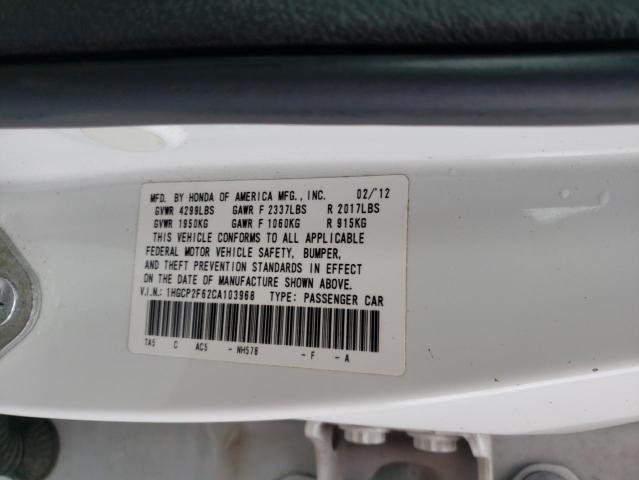 MFD. BY HONDA OF AMERICA MFG., INC. 02/'12
GVWR 4299LBS GAWR F 2337LBS R 2017LBS
GVWR 1950KG GAWR F 1060KG R 915KG
THIS VEHICLE CONFORMS TO ALL APPLICABLE
FEDERAL MOTOR VEHICLE SAFETY, BUMPER,
AND THEFT PREVENTION STANDARDS IN EFFECT
ON THE DATE OF MANUFACTURE SHOWN ABOVE.
V.I.N.: 1HGCP2F62CA103968 TYPE: PASSENGER CAR
TA5 C AC5 - NH578 - F - A